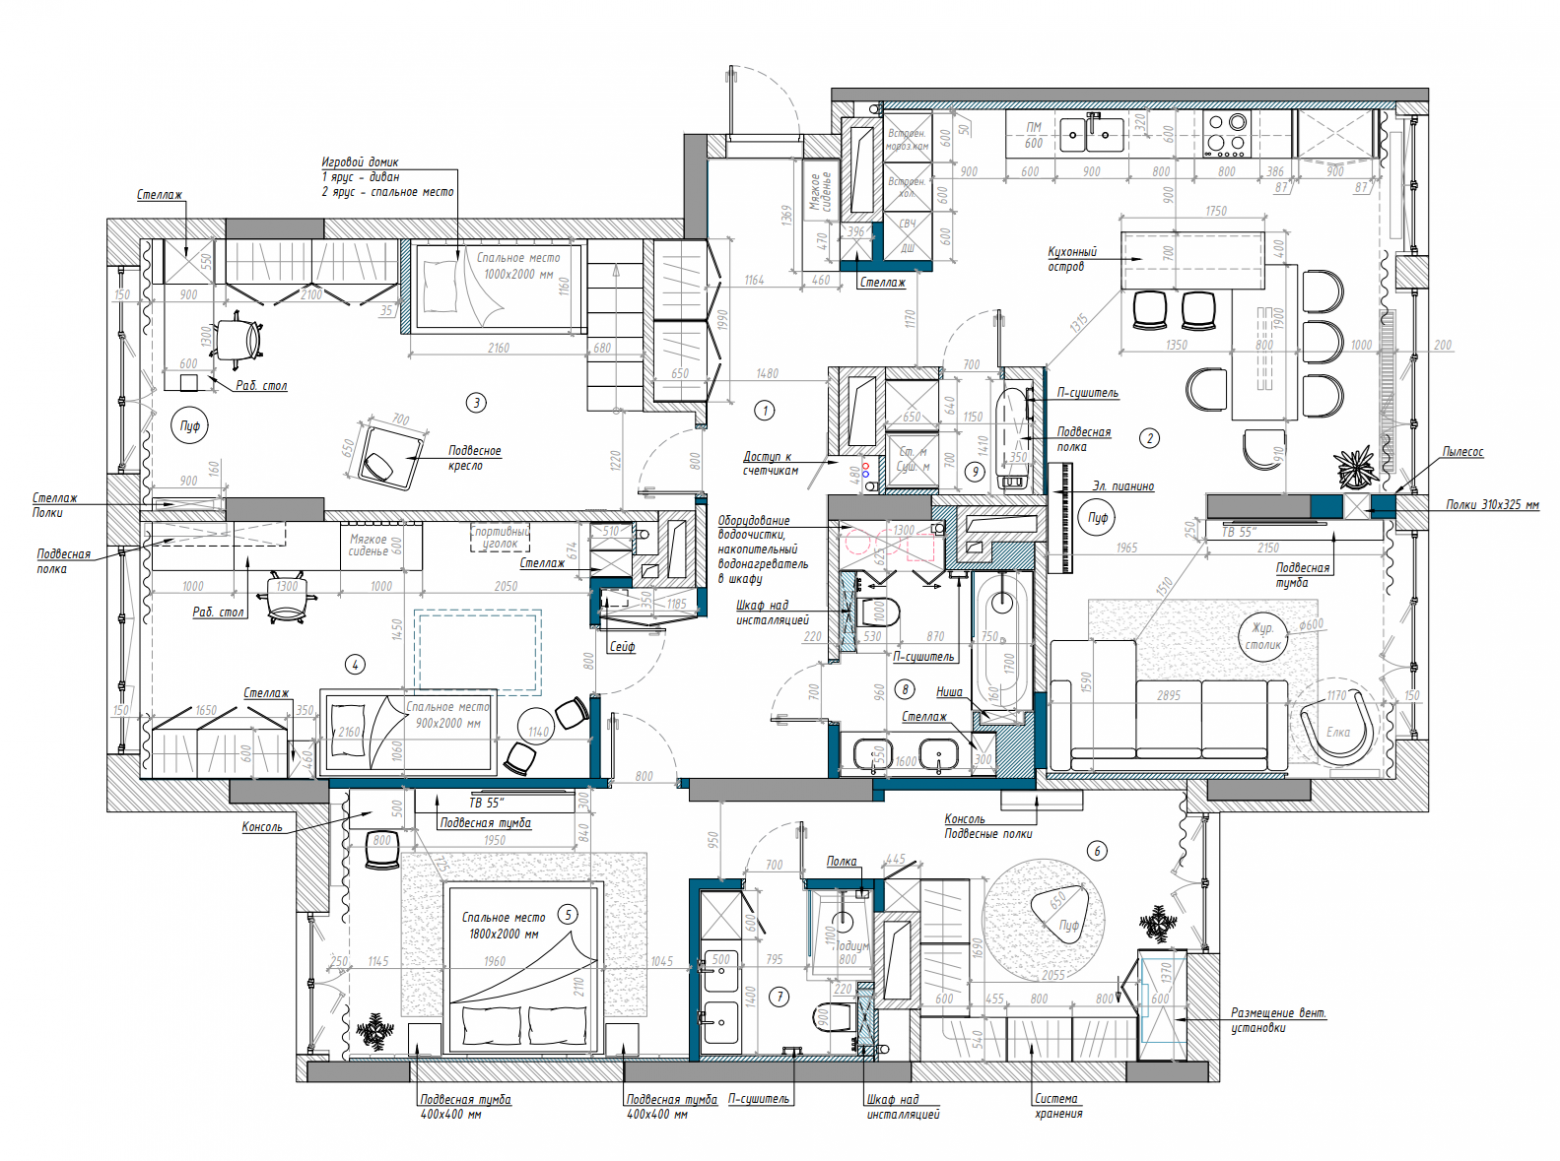 Игровой домик
1 ярус - диван
2 ярус - спальное место
Стеллаж
Спальное место
1000x2000 мм
550
150
900
2100
35
1160
1300
600
Раб. стол
2160
680
Пуф
3
700
650
Подвесное
кресло
1220
800
900
160
Стеллаж
Полки
Мягкое
сиденье
1369
470
396
1164
460
Стеллаж
1990
650
1480
1
1170
Встроен.
мороз.кам
Встроен.
хол.
СВЧ
ДШ
600
600
600
50
ПМ
600
320
600
900
600
900
800
800
386
87
900
87
900
1750
Кухонный
остров
700
400
1315
1900
1350
800
1000
200
910
2
700
П-сушитель
Подвесная
полка
650
640
1150
1410
Ст. м
Суш. м
700
350
9
Доступ к
счетчикам
480
Эл. пианино
Пуф
Пылесос
Полки 310x325 мм
250
ТВ 55"
1965
2150
Подвесная
тумба
1510
Жур.
столик
ф600
1590
2895
1170
150
Елка
Подвесная
полка
Мягкое
сиденье
600
портивный
уголок
510
674
Стеллаж
1000
1300
1000
2050
Раб. стол
350
1185
Сейф
1450
4
800
Стеллаж
150
1650
350
600
460
Спальное место
900x2000 мм
2160
1060
1140
Оборудование
водоочистки,
накопительный
водонагреватель
в шкафу
1300
625
Шкаф над
инсталляцией
1000
220
530
870
750
П-сушитель
1700
700
960
8
Ниша
160
Стеллаж
550
1600
300
800
Консоль
500
ТВ 55"
Подвесная тумба
300
840
800
1950
725
950
Спальное место
1800x2000 мм
5
250
1145
1960
1045
2110
Подвесная тумба
400x400 мм
Подвесная тумба
400x400 мм
700
Полка
600
1100
Подиум
500
795
800
1400
7
220
900
П-сушитель
Шкаф над
инсталляцией
Консоль
Подвесные полки
6
445
650
Пуф
1690
2055
1370
600
455
800
800
600
540
Размещение вент.
установки
Система
хранения